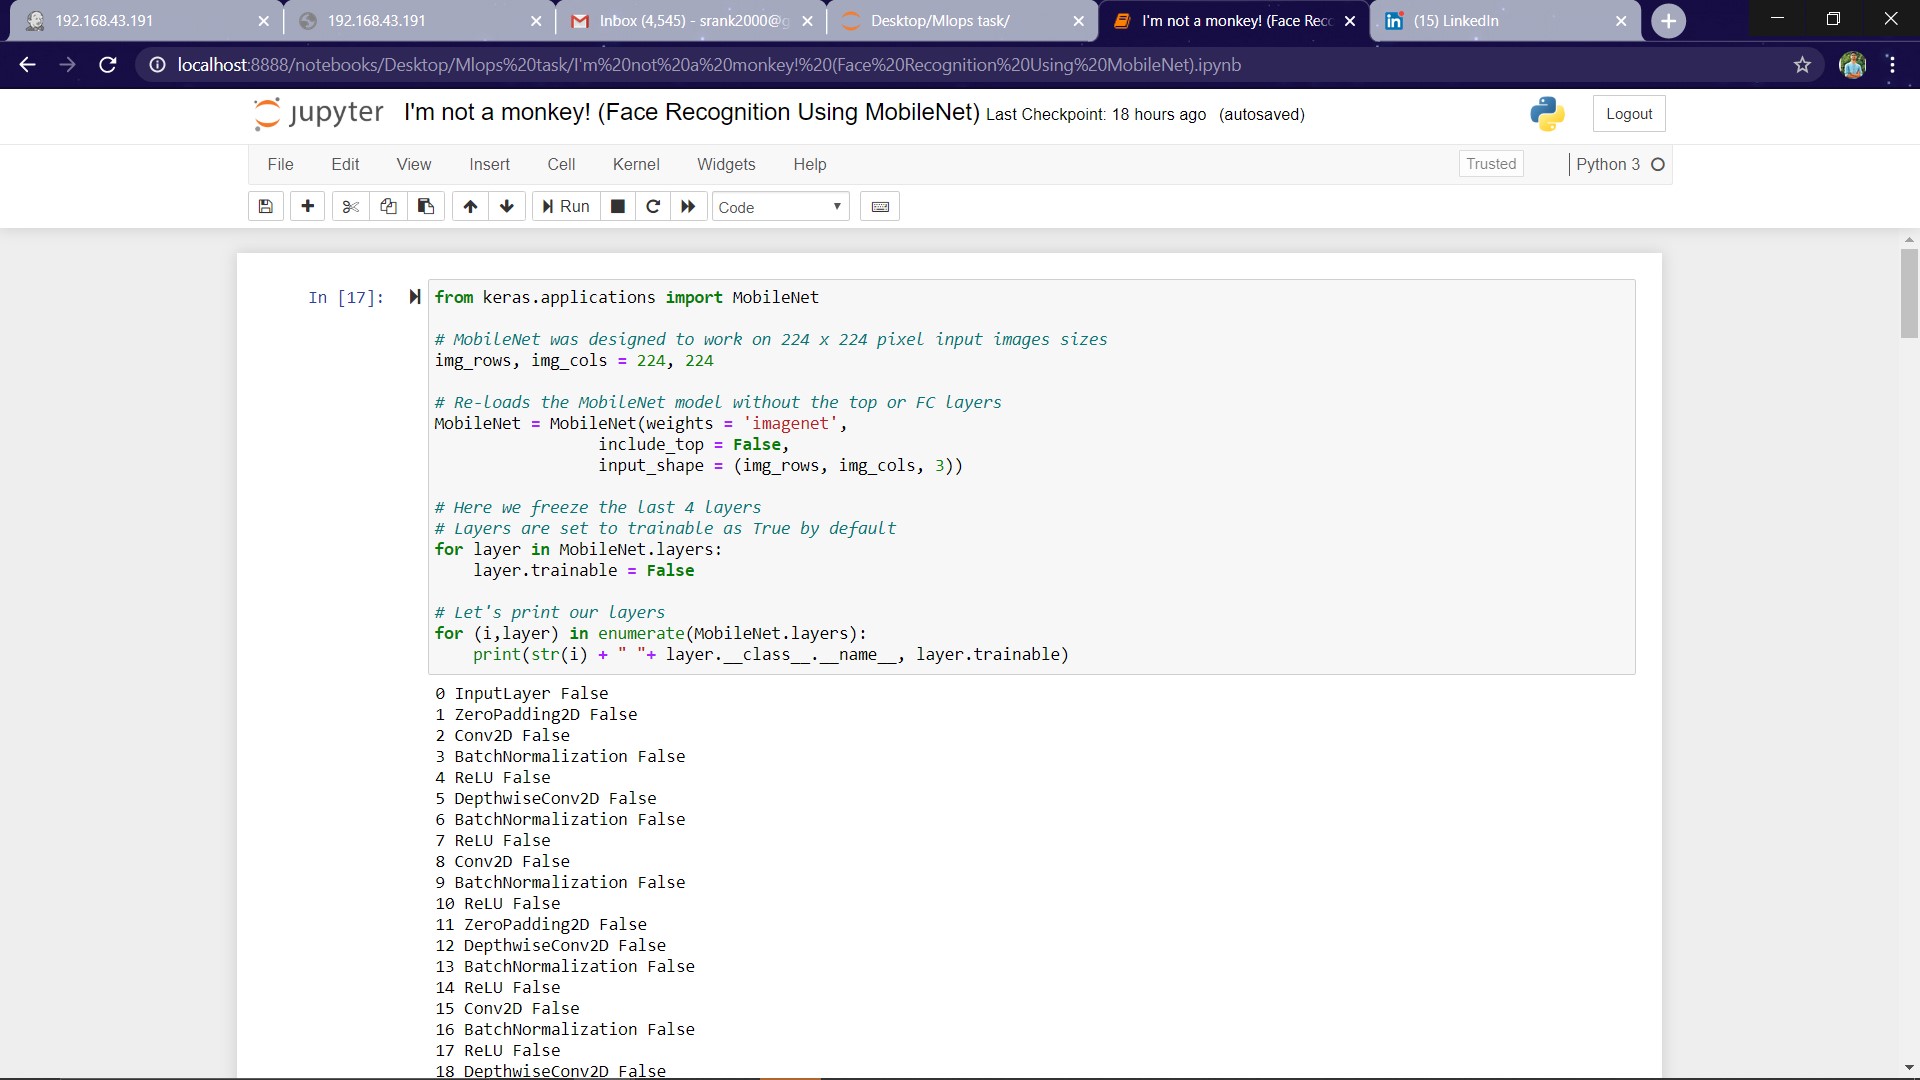 192.168.43.191
192.168.43.191
Inbox (4,545) - srank2000@g
Desktop/Mlops task/
I'm not a monkey! (Face Reco
(15) LinkedIn
localhost:8888/notebooks/Desktop/Mlops%20task/I'm%20not%20a%20monkey!%20(Face%20Recognition%20Using%20MobileNet).ipynb
jupyter I'm not a monkey! (Face Recognition Using MobileNet) Last Checkpoint: 18 hours ago (autosaved)
Logout
File Edit View Insert Cell Kernel Widgets Help
Trusted
Python 3
Run
Code
In [17]:
from keras.applications import MobileNet
# MobileNet was designed to work on 224 x 224 pixel input images sizes
img_rows, img_cols = 224, 224
# Re-loads the MobileNet model without the top or FC layers
MobileNet = MobileNet(weights = 'imagenet',
include_top = False,
input_shape = (img_rows, img_cols, 3))
# Here we freeze the last 4 layers
# Layers are set to trainable as True by default
for layer in MobileNet.layers:
layer.trainable = False
# Let's print our layers
for (i,layer) in enumerate(MobileNet.layers):
print(str(i) + " "+ layer.__class__.__name__, layer.trainable)
0 InputLayer False
1 ZeroPadding2D False
2 Conv2D False
3 BatchNormalization False
4 ReLU False
5 DepthwiseConv2D False
6 BatchNormalization False
7 ReLU False
8 Conv2D False
9 BatchNormalization False
10 ReLU False
11 ZeroPadding2D False
12 DepthwiseConv2D False
13 BatchNormalization False
14 ReLU False
15 Conv2D False
16 BatchNormalization False
17 ReLU False
18 DepthwiseConv2D False